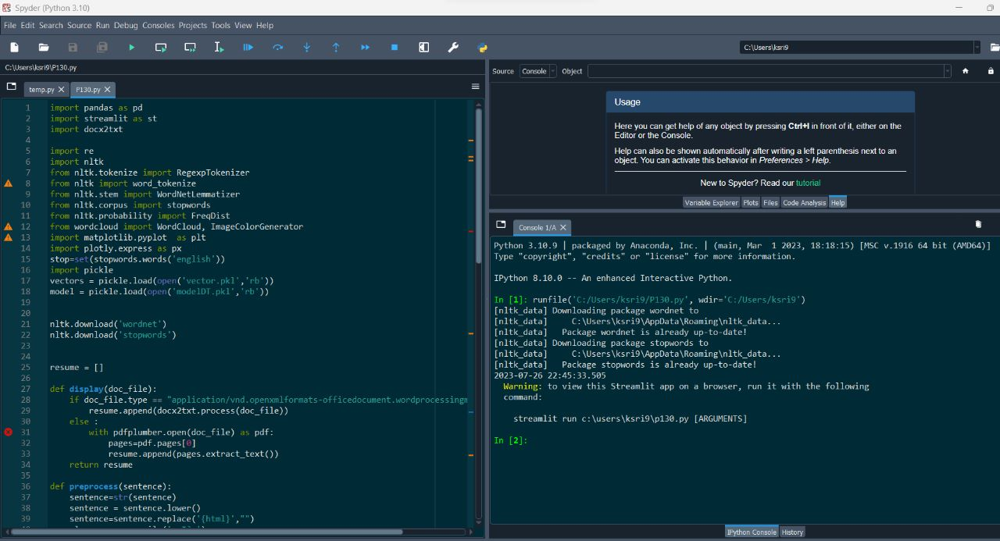 Spyder (Python 3.10)
File Edit Search Source Run Debug Consoles Projects Tools View Help
C:\Users\ksri9
C:\Users\ksri9\P130.py
temp.py
P130.py
1 import pandas as pd
2 import streamlit as st
3 import docx2txt
4
5 import re
6 import nltk
7 from nltk.tokenize import RegexpTokenizer
8 from nltk import word_tokenize
9 from nltk.stem import WordNetLemmatizer
10 from nltk.corpus import stopwords
11 from nltk.probability import FreqDist
12 from wordcloud import WordCloud, ImageColorGenerator
13 import matplotlib.pyplot  as plt
14 import plotly.express as px
15 stop=set(stopwords.words('english'))
16 import pickle
17 vectors = pickle.load(open('vector.pkl','rb'))
18 model = pickle.load(open('modelDT.pkl','rb'))
19
20
21 nltk.download('wordnet')
22 nltk.download('stopwords')
23
24
25 resume = []
26
27 def display(doc_file):
28     if doc_file.type == "application/vnd.openxmlformats-officedocument.wordprocessingm
29         resume.append(docx2txt.process(doc_file))
30     else :
31         with pdfplumber.open(doc_file) as pdf:
32             pages=pdf.pages[0]
33             resume.append(pages.extract_text())
34     return resume
35
36 def preprocess(sentence):
37     sentence=str(sentence)
38     sentence = sentence.lower()
39     sentence=sentence.replace('{html}',"")
Source Console Object
Usage
Here you can get help of any object by pressing Ctrl+I in front of it, either on the
Editor or the Console.
Help can also be shown automatically after writing a left parenthesis next to an
object. You can activate this behavior in Preferences > Help.
New to Spyder? Read our tutorial
Variable Explorer Plots Files Code Analysis Help
Console 1/A
Python 3.10.9 | packaged by Anaconda, Inc. | (main, Mar  1 2023, 18:18:15) [MSC v.1916 64 bit (AMD64)]
Type "copyright", "credits" or "license" for more information.
IPython 8.10.0 -- An enhanced Interactive Python.
In [1]: runfile('C:/Users/ksri9/P130.py', wdir='C:/Users/ksri9')
[nltk_data] Downloading package wordnet to
[nltk_data]     C:\Users\ksri9\AppData\Roaming\nltk_data...
[nltk_data]   Package wordnet is already up-to-date!
[nltk_data] Downloading package stopwords to
[nltk_data]     C:\Users\ksri9\AppData\Roaming\nltk_data...
[nltk_data]   Package stopwords is already up-to-date!
2023-07-26 22:45:33.505
Warning: to view this Streamlit app on a browser, run it with the following
command:
streamlit run c:\users\ksri9\p130.py [ARGUMENTS]
In [2]:
IPython Console History